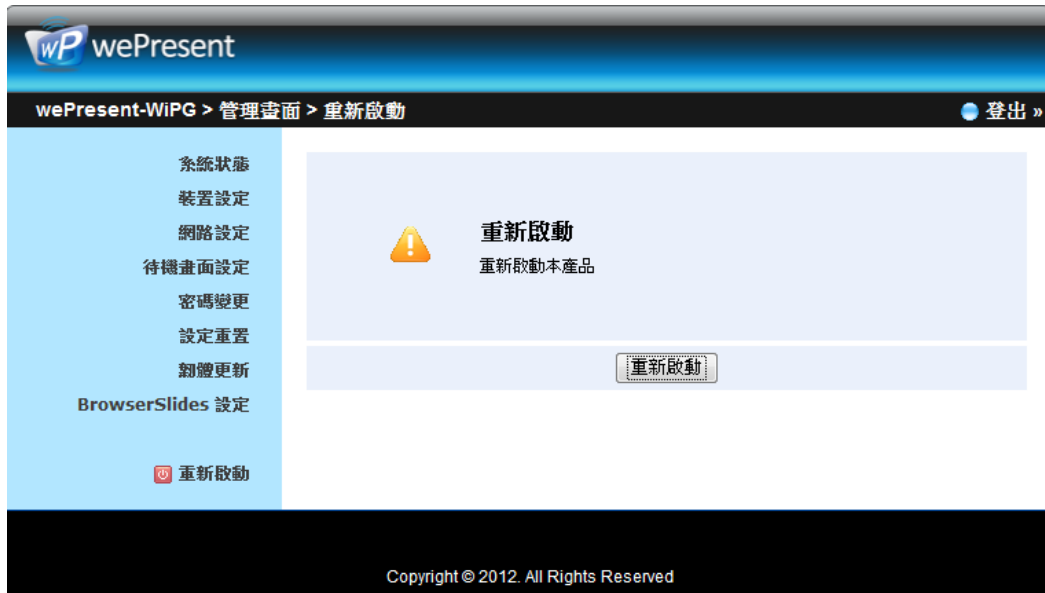 wP wePresent
wePresent-WiPG > 管理畫面 > 重新啟動
登出 »
系統狀態
裝置設定
網路設定
待機畫面設定
密碼變更
設定重置
韌體更新
BrowserSlides 設定
重新啟動
重新啟動
重新啟動本產品
重新啟動
Copyright © 2012. All Rights Reserved